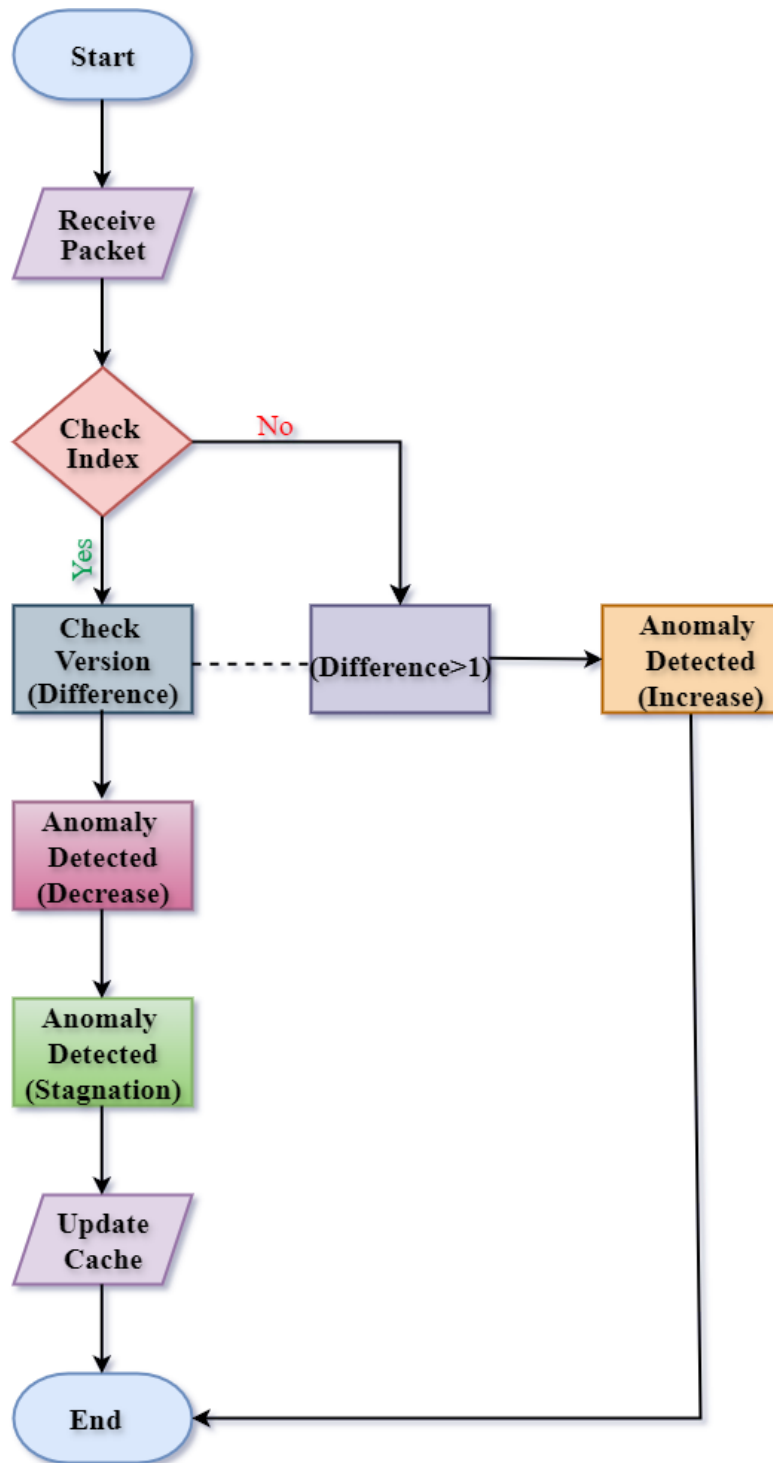 Start
Receive
Packet
Check
Index
No
Yes
Check
Version
(Difference)
(Difference>1)
Anomaly
Detected
(Increase)
Anomaly
Detected
(Decrease)
Anomaly
Detected
(Stagnation)
Update
Cache
End